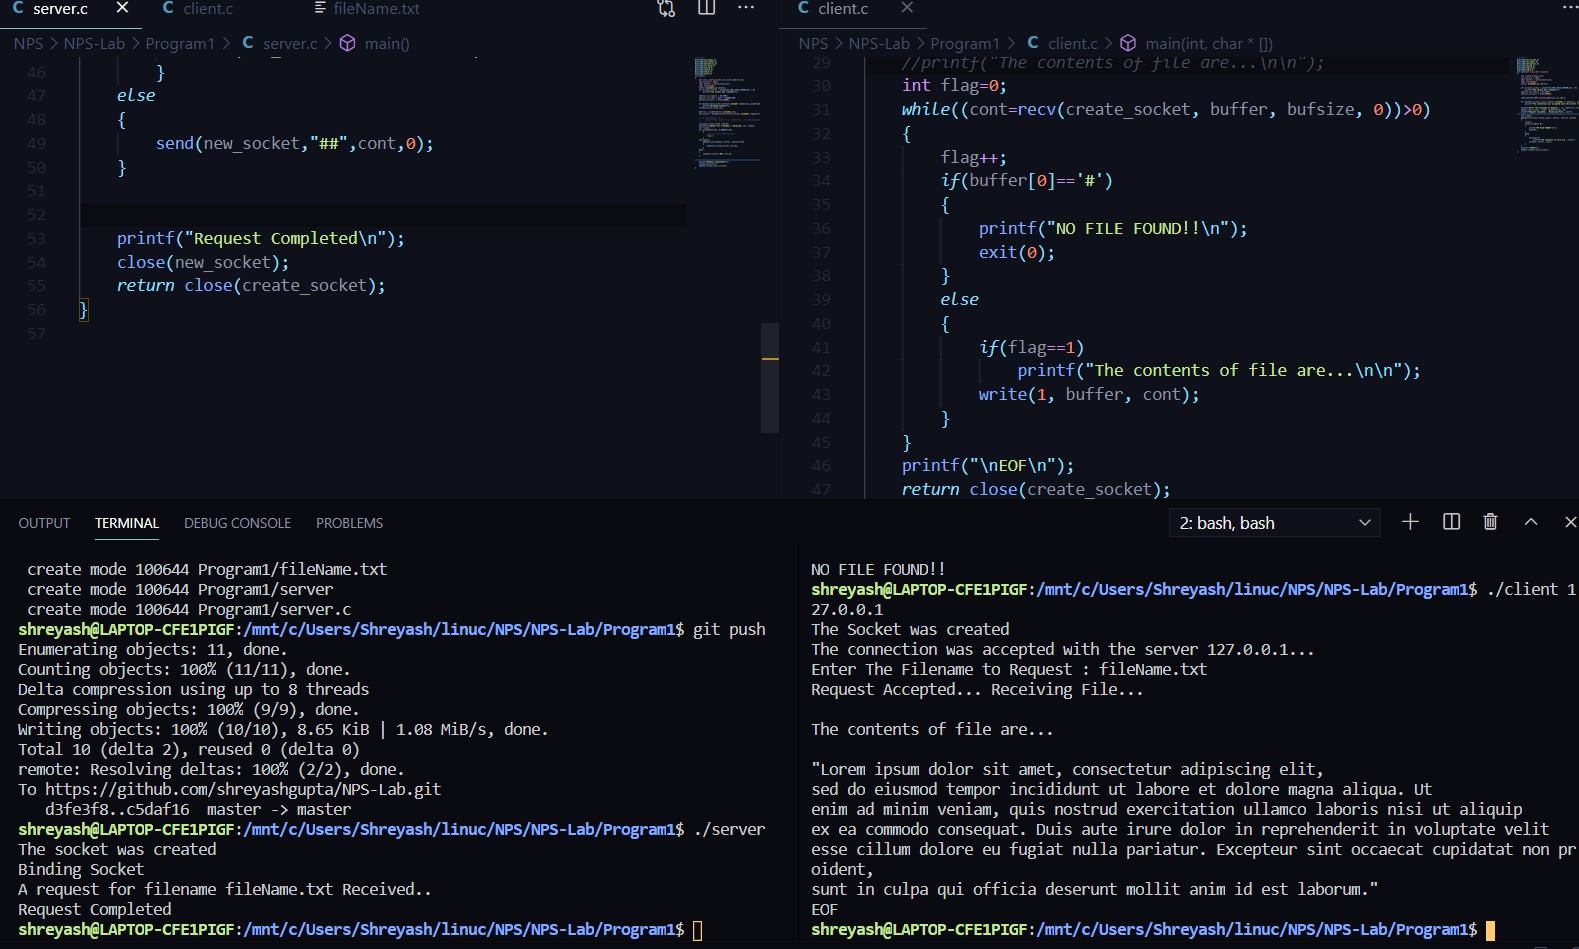 server.c
client.c
fileName.txt
NPS > NPS-Lab > Program1 > C server.c > main()
46 }
47 else
48 {
49 send(new_socket,"##",cont,0);
50 }
51
52
53 printf("Request Completed\n");
54 close(new_socket);
55 return close(create_socket);
56 }
57
client.c
NPS > NPS-Lab > Program1 > C client.c > main(int, char * [])
29 //printf("The contents of file are...\n\n");
30 int flag=0;
31 while((cont=recv(create_socket, buffer, bufsize, 0))>0)
32 {
33 flag++;
34 if(buffer[0]=='#')
35 {
36 printf("NO FILE FOUND!!\n");
37 exit(0);
38 }
39 else
40 {
41 if(flag==1)
42 printf("The contents of file are...\n\n");
43 write(1, buffer, cont);
44 }
45 }
46 printf("\nEOF\n");
47 return close(create_socket);
OUTPUT TERMINAL DEBUG CONSOLE PROBLEMS
2: bash, bash
create mode 100644 Program1/fileName.txt
create mode 100644 Program1/server
create mode 100644 Program1/server.c
shreyash@LAPTOP-CFE1PIGF:/mnt/c/Users/Shreyash/linuc/NPS/NPS-Lab/Program1$ git push
Enumerating objects: 11, done.
Counting objects: 100% (11/11), done.
Delta compression using up to 8 threads
Compressing objects: 100% (9/9), done.
Writing objects: 100% (10/10), 8.65 KiB | 1.08 MiB/s, done.
Total 10 (delta 2), reused 0 (delta 0)
remote: Resolving deltas: 100% (2/2), done.
To https://github.com/shreyashgupta/NPS-Lab.git
d3fe3f8..c5daf16 master -> master
shreyash@LAPTOP-CFE1PIGF:/mnt/c/Users/Shreyash/linuc/NPS/NPS-Lab/Program1$ ./server
The socket was created
Binding Socket
A request for filename fileName.txt Received..
Request Completed
shreyash@LAPTOP-CFE1PIGF:/mnt/c/Users/Shreyash/linuc/NPS/NPS-Lab/Program1$
NO FILE FOUND!!
shreyash@LAPTOP-CFE1PIGF:/mnt/c/Users/Shreyash/linuc/NPS/NPS-Lab/Program1$ ./client 1
27.0.0.1
The Socket was created
The connection was accepted with the server 127.0.0.1...
Enter The Filename to Request : fileName.txt
Request Accepted... Receiving File...
The contents of file are...
"Lorem ipsum dolor sit amet, consectetur adipiscing elit,
sed do eiusmod tempor incididunt ut labore et dolore magna aliqua. Ut
enim ad minim veniam, quis nostrud exercitation ullamco laboris nisi ut aliquip
ex ea commodo consequat. Duis aute irure dolor in reprehenderit in voluptate velit
esse cillum dolore eu fugiat nulla pariatur. Excepteur sint occaecat cupidatat non pr
oident,
sunt in culpa qui officia deserunt mollit anim id est laborum."
EOF
shreyash@LAPTOP-CFE1PIGF:/mnt/c/Users/Shreyash/linuc/NPS/NPS-Lab/Program1$